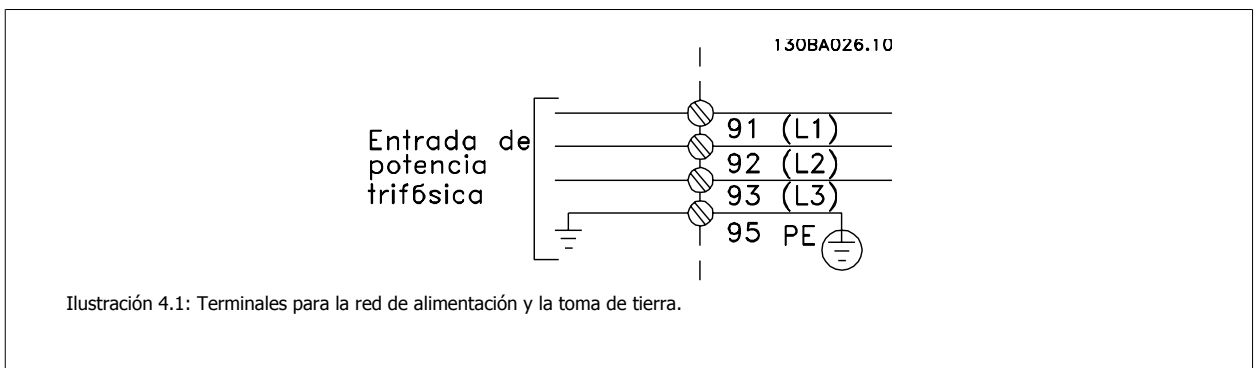 130BA026.10
Entrada de
potencia
trifбsica
91 (L1)
92 (L2)
93 (L3)
95 PE
Ilustración 4.1: Terminales para la red de alimentación y la toma de tierra.